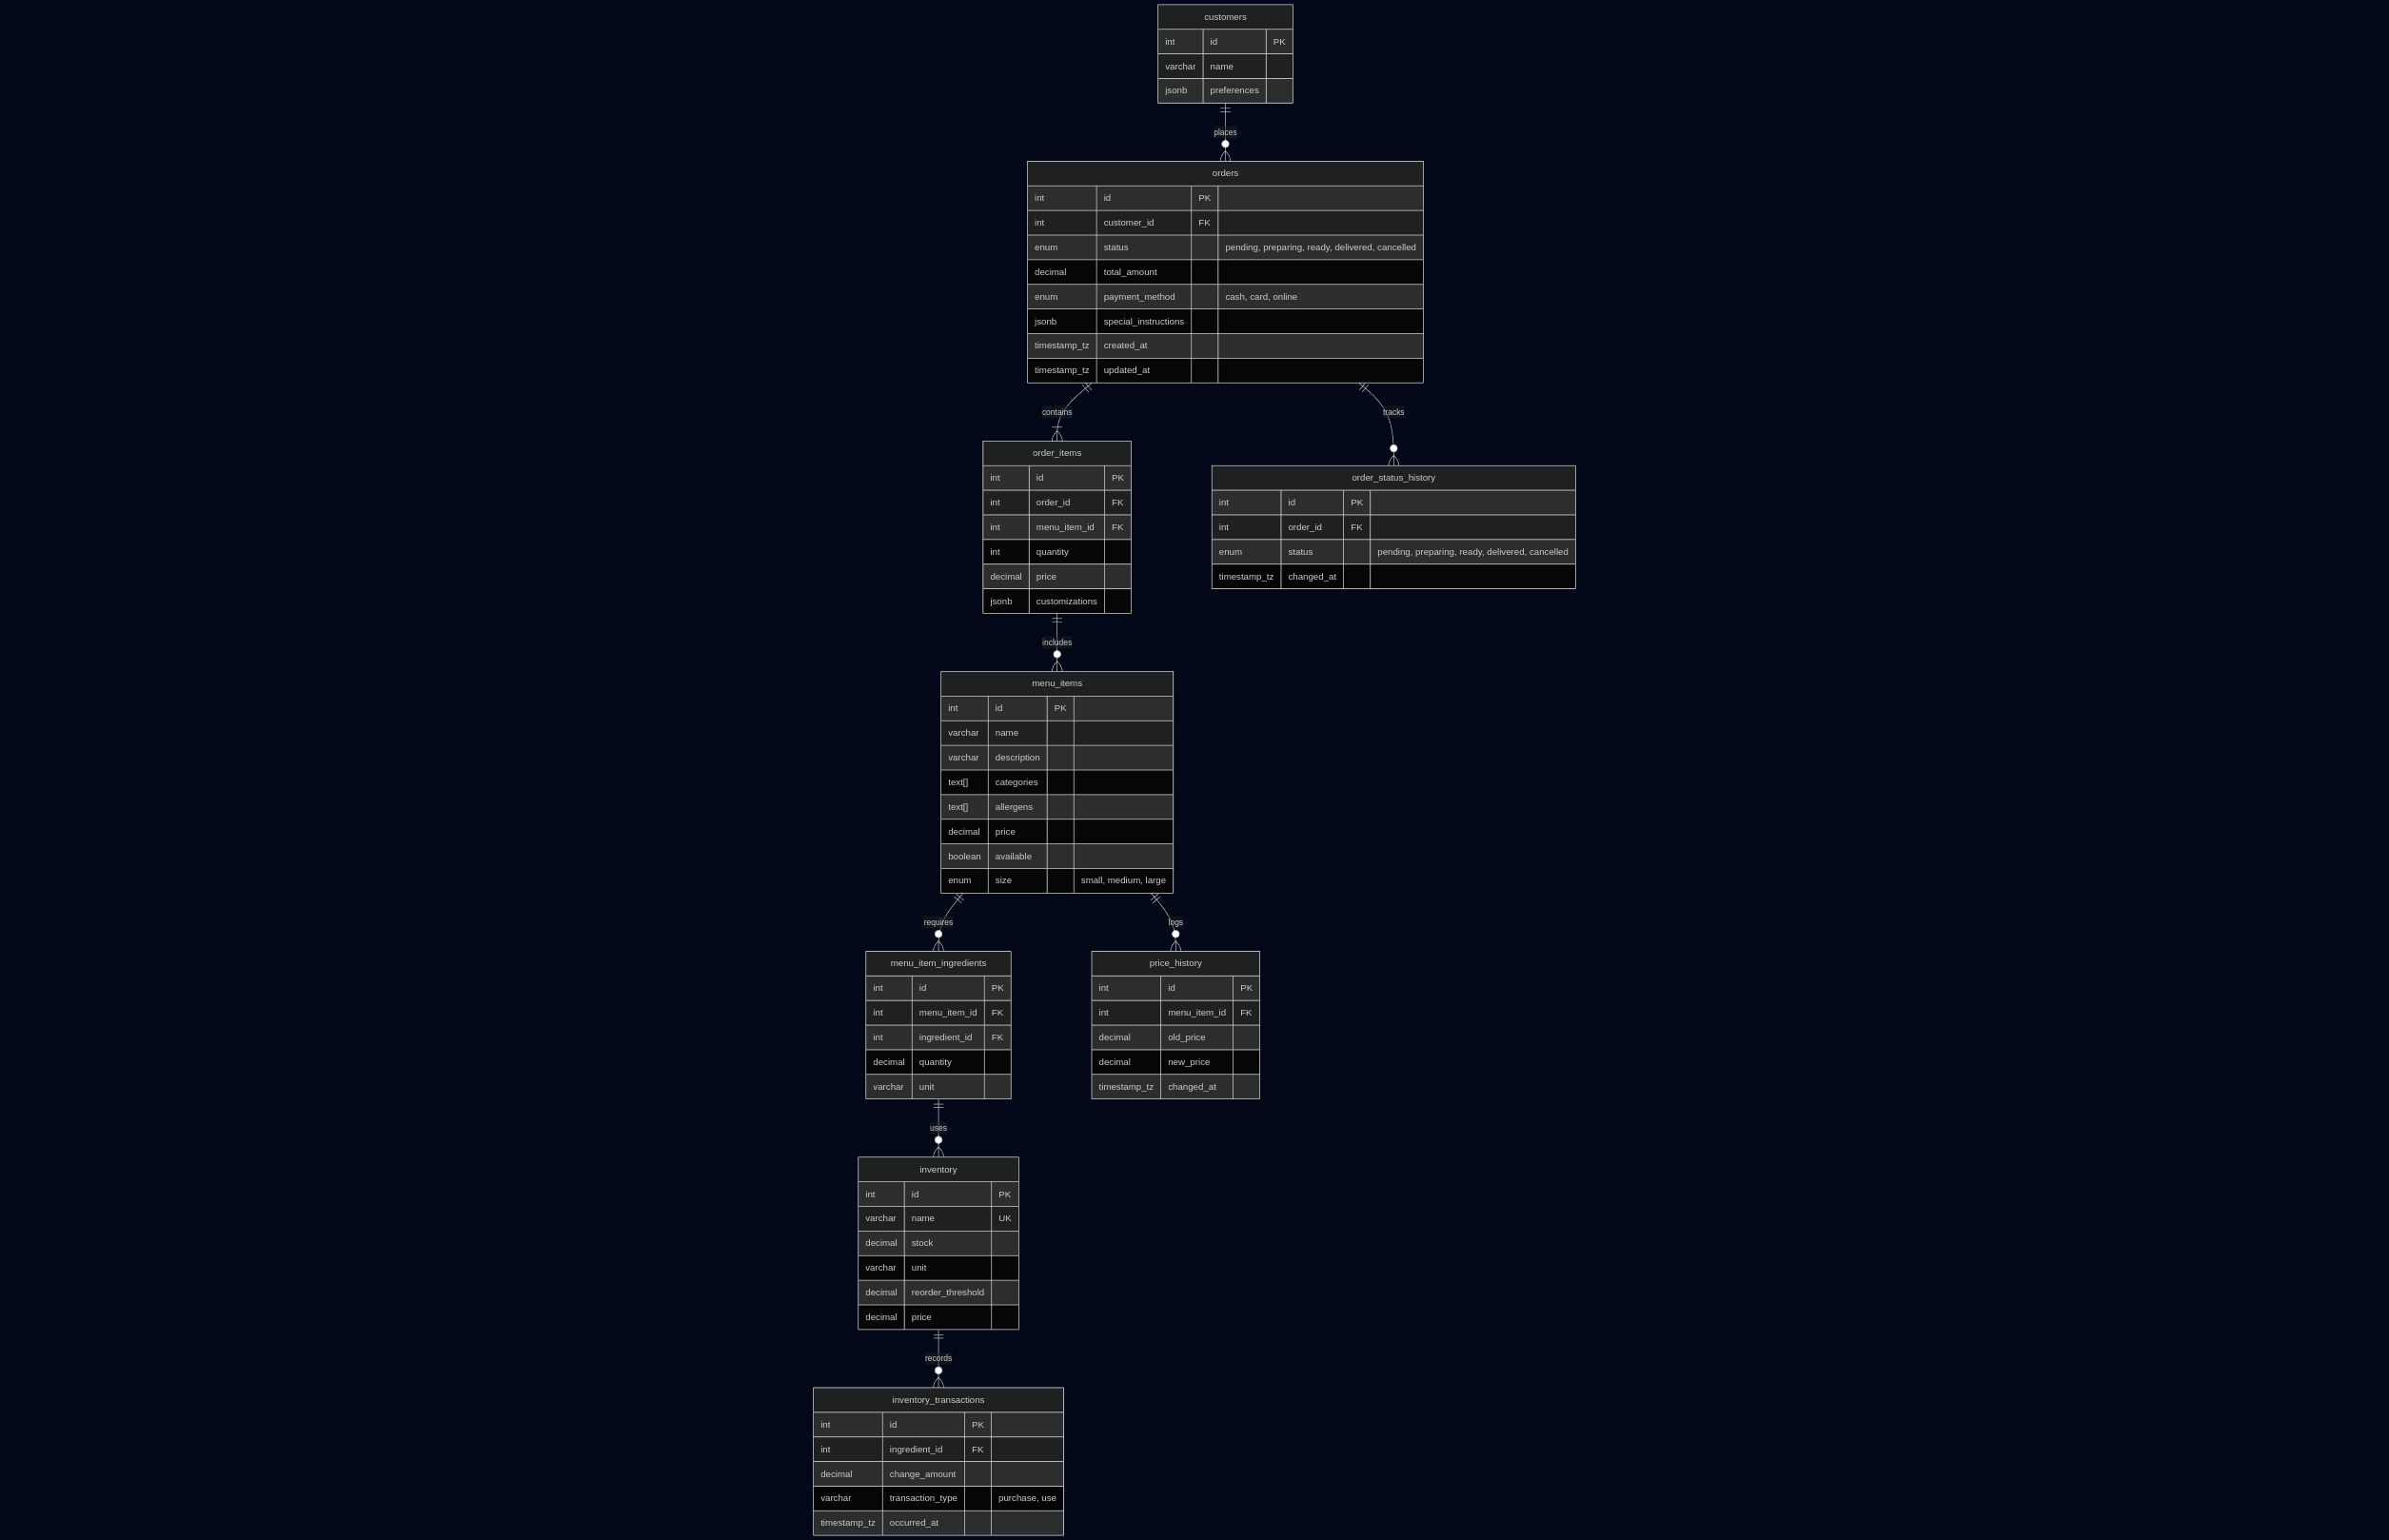 customers
int id PK
varchar name
jsonb preferences
places
orders
int id PK
int customer_id FK
enum status pending, preparing, ready, delivered, cancelled
decimal total_amount
enum payment_method cash, card, online
jsonb special_instructions
timestamp_tz created_at
timestamp_tz updated_at
contains
tracks
order_items
int id PK
int order_id FK
int menu_item_id FK
int quantity
decimal price
jsonb customizations
order_status_history
int id PK
int order_id FK
enum status pending, preparing, ready, delivered, cancelled
timestamp_tz changed_at
includes
menu_items
int id PK
varchar name
varchar description
text[] categories
text[] allergens
decimal price
boolean available
enum size small, medium, large
requires
logs
menu_item_ingredients
int id PK
int menu_item_id FK
int ingredient_id FK
decimal quantity
varchar unit
price_history
int id PK
int menu_item_id FK
decimal old_price
decimal new_price
timestamp_tz changed_at
uses
inventory
int id PK
varchar name UK
decimal stock
varchar unit
decimal reorder_threshold
decimal price
records
inventory_transactions
int id PK
int ingredient_id FK
decimal change_amount
varchar transaction_type purchase, use
timestamp_tz occurred_at